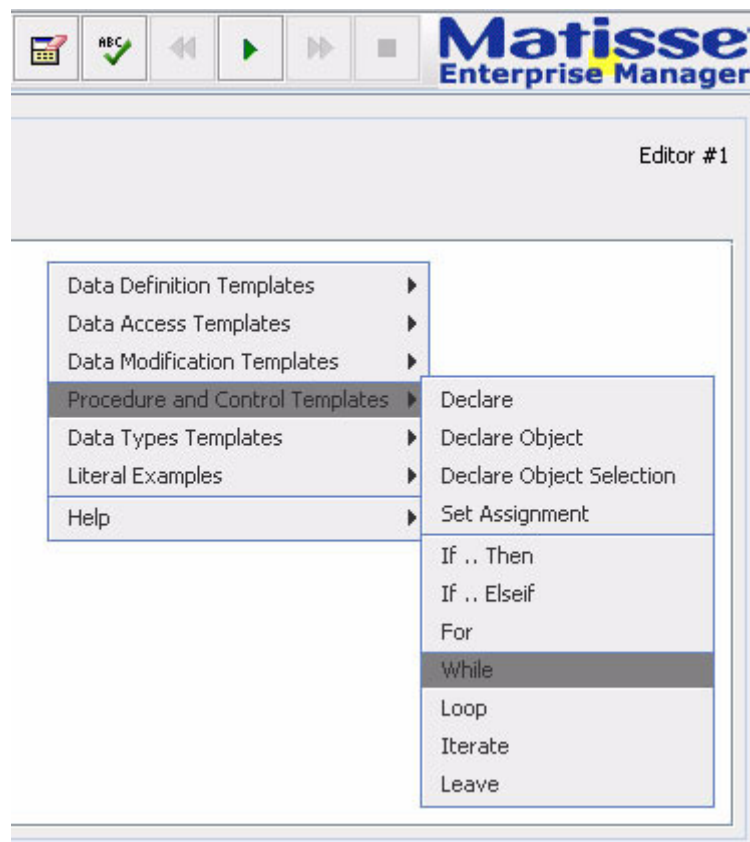 ABC
Matisse
Enterprise Manager
Editor #1
Data Definition Templates
Data Access Templates
Data Modification Templates
Procedure and Control Templates
Data Types Templates
Literal Examples
Help
Declare
Declare Object
Declare Object Selection
Set Assignment
If .. Then
If .. Elseif
For
While
Loop
Iterate
Leave